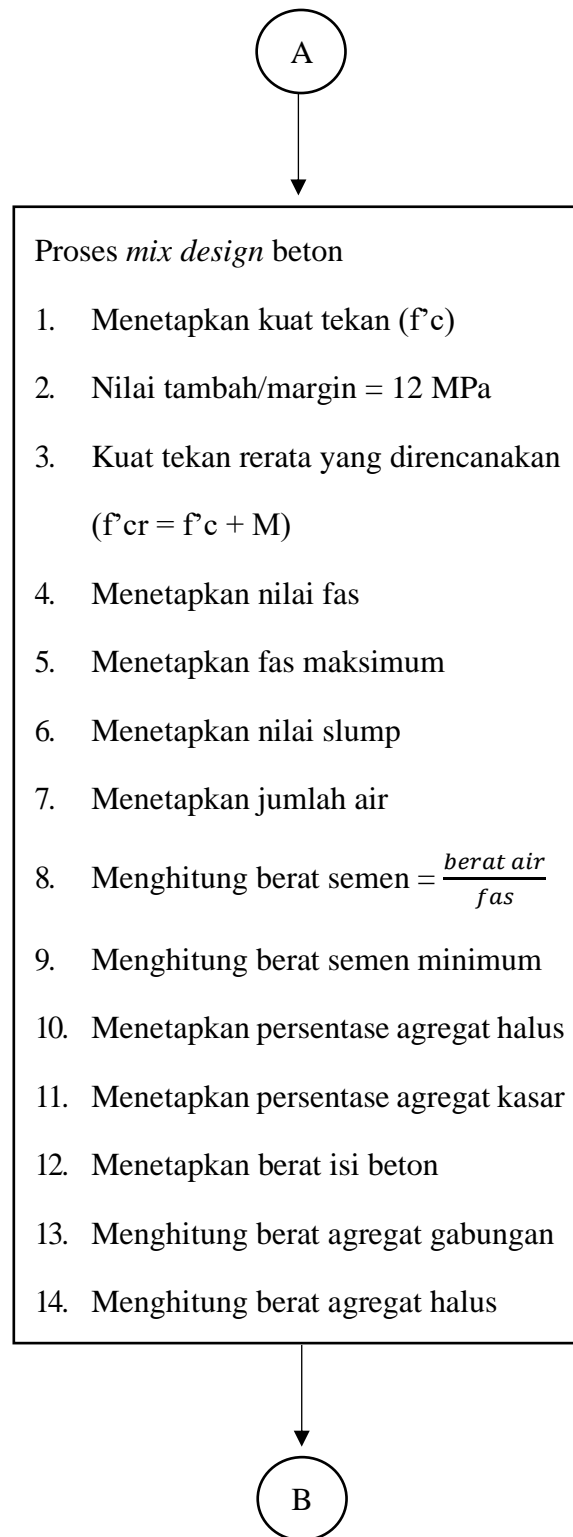 A
Proses mix design beton
1. Menetapkan kuat tekan (f’c)
2. Nilai tambah/margin = 12 MPa
3. Kuat tekan rerata yang direncanakan
(f’cr = f’c + M)
4. Menetapkan nilai fas
5. Menetapkan fas maksimum
6. Menetapkan nilai slump
7. Menetapkan jumlah air
8. Menghitung berat semen = berat air / fas
9. Menghitung berat semen minimum
10. Menetapkan persentase agregat halus
11. Menetapkan persentase agregat kasar
12. Menetapkan berat isi beton
13. Menghitung berat agregat gabungan
14. Menghitung berat agregat halus
B